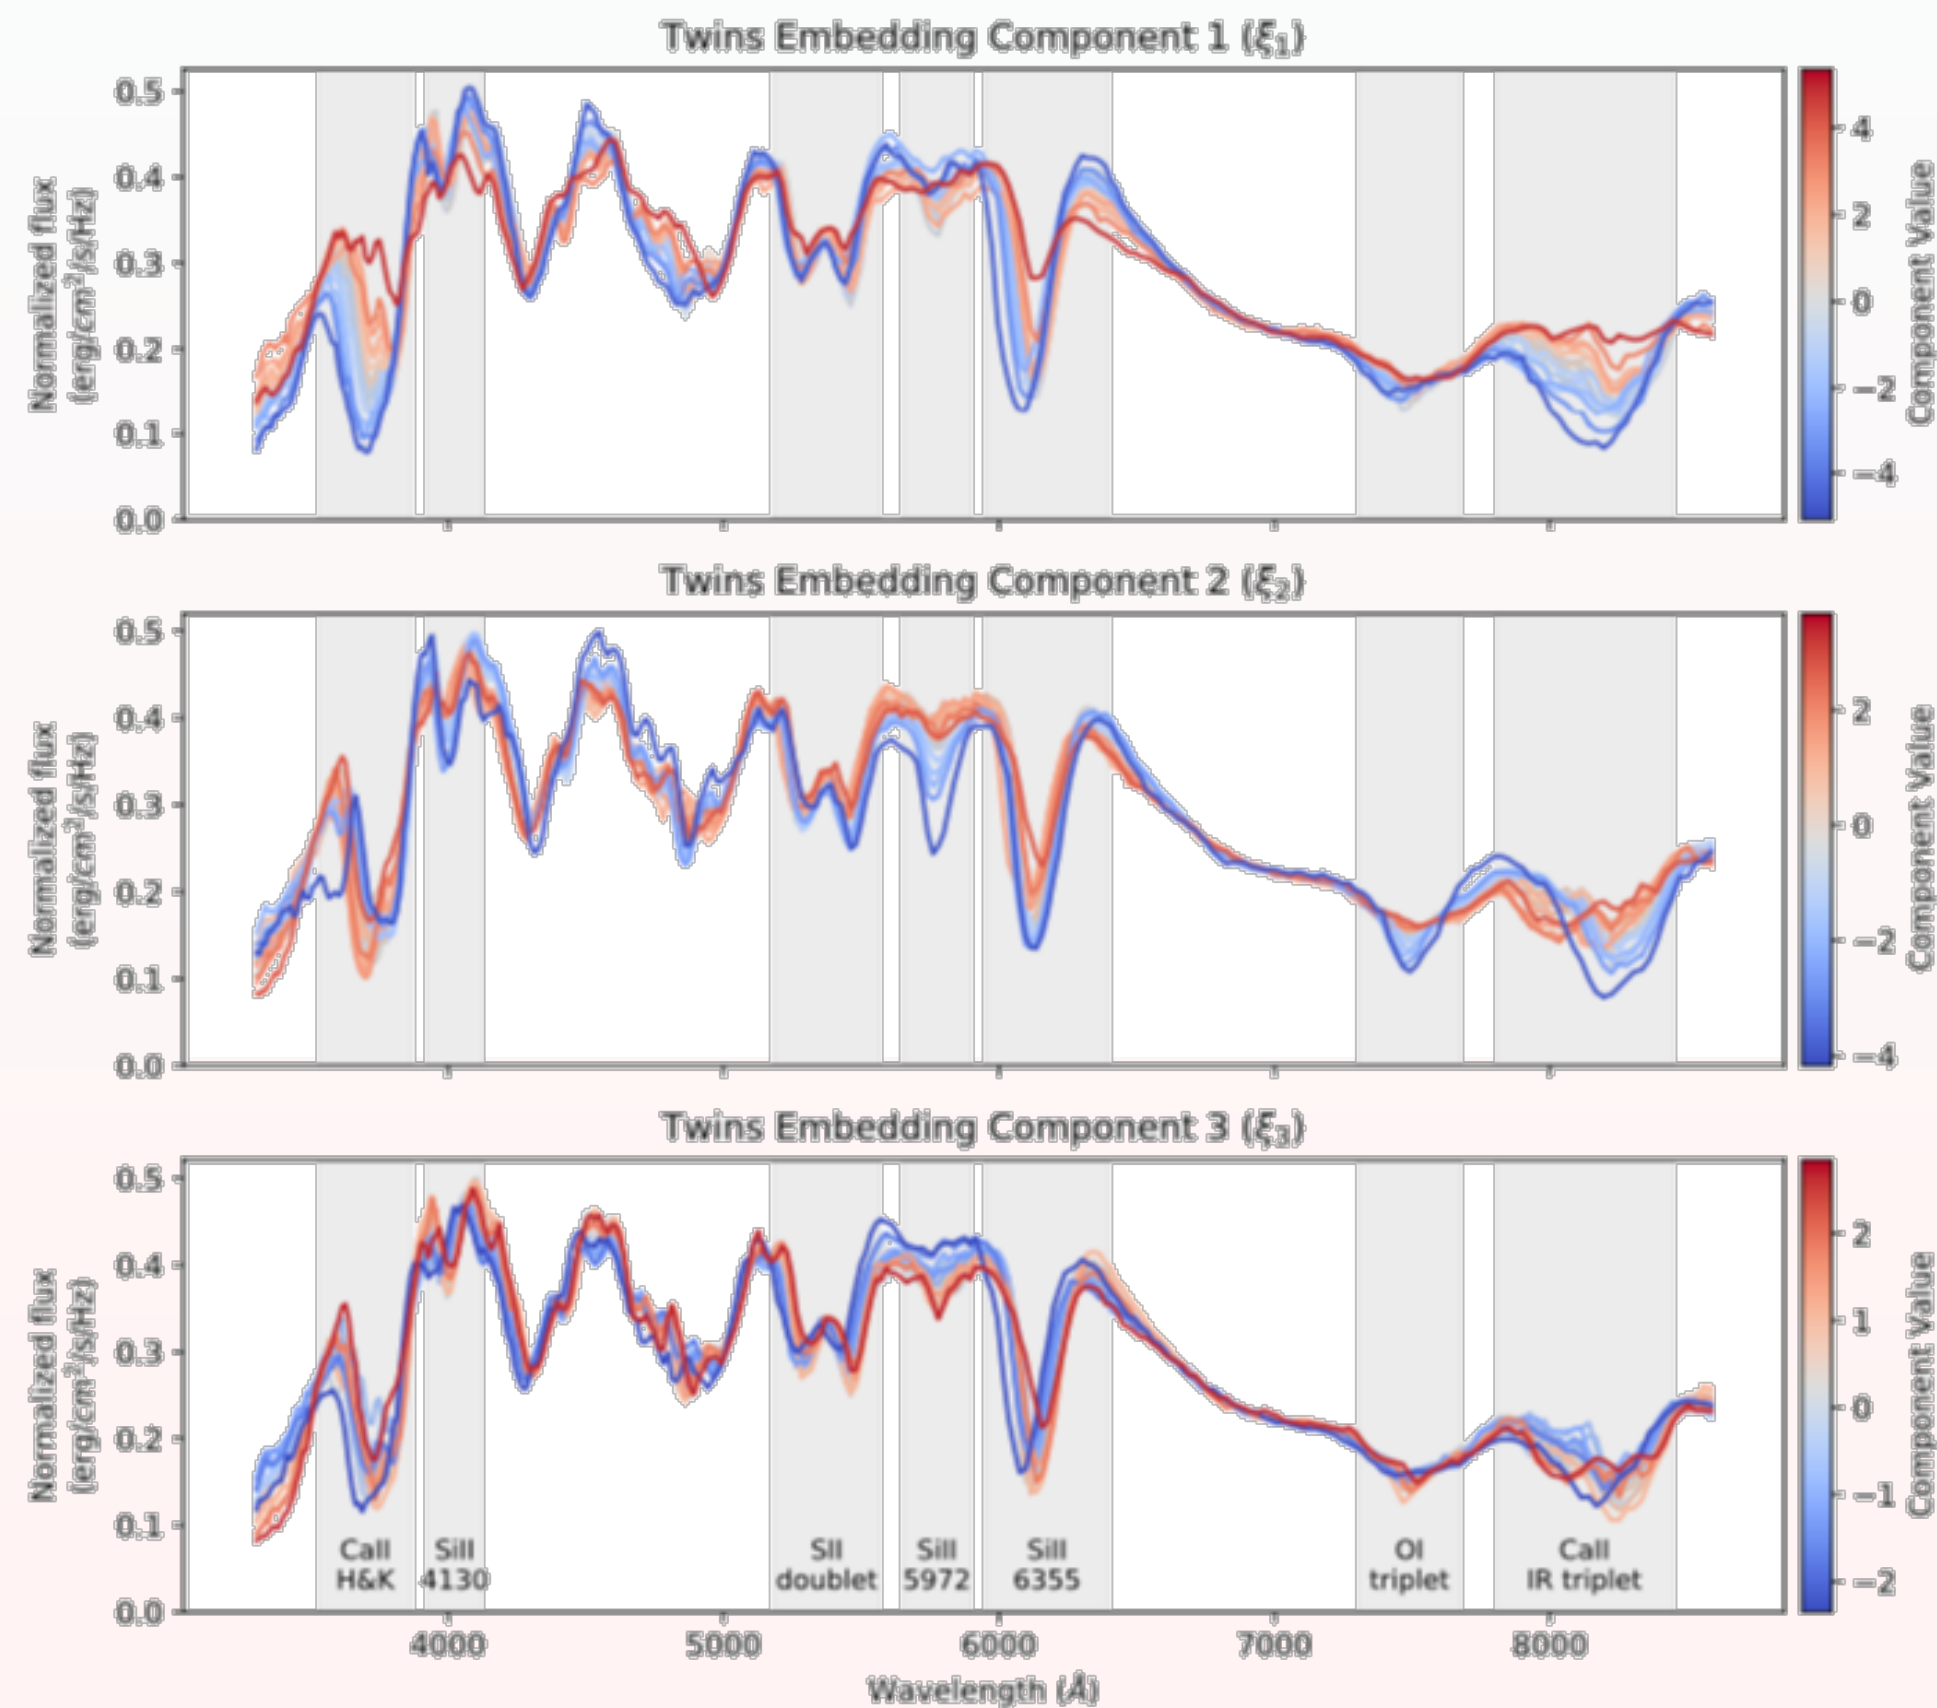 Twins Embedding Component 1 (ξ₁)
Normalized flux
(erg/cm²/s/Hz)
0.5
0.4
0.3
0.2
0.1
0.0
4
2
0
−2
−4
Component Value
Twins Embedding Component 2 (ξ₂)
Normalized flux
(erg/cm²/s/Hz)
0.5
0.4
0.3
0.2
0.1
0.0
2
0
−2
−4
Component Value
Twins Embedding Component 3 (ξ₃)
Normalized flux
(erg/cm²/s/Hz)
0.5
0.4
0.3
0.2
0.1
0.0
CaII
H&K
SiII
4130
SII
doublet
SiII
5972
SiII
6355
OI
triplet
CaII
IR triplet
2
1
0
−1
−2
Component Value
4000
5000
6000
7000
8000
Wavelength (Å)